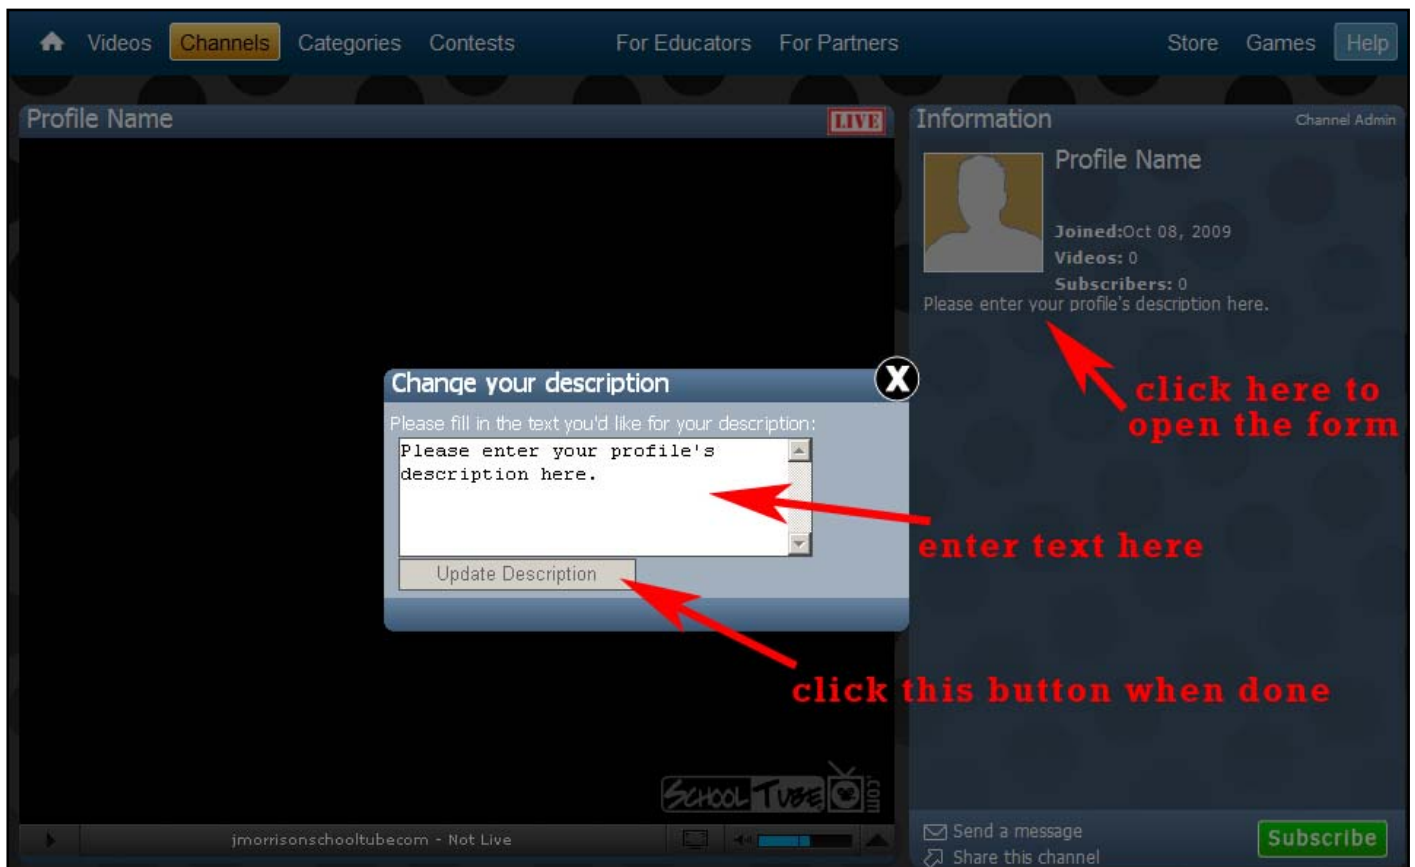 Videos Channels Categories Contests For Educators For Partners Store Games Help
Profile Name
LIVE
Information
Channel Admin
Profile Name
Joined:Oct 08, 2009
Videos: 0
Subscribers: 0
Please enter your profile's description here.
click here to
open the form
Change your description
X
Please fill in the text you'd like for your description:
Please enter your profile's
description here.
enter text here
Update Description
click this button when done
SCHOOLTUBE.com
jmorrisonschooltubecom - Not Live
Send a message
Share this channel
Subscribe